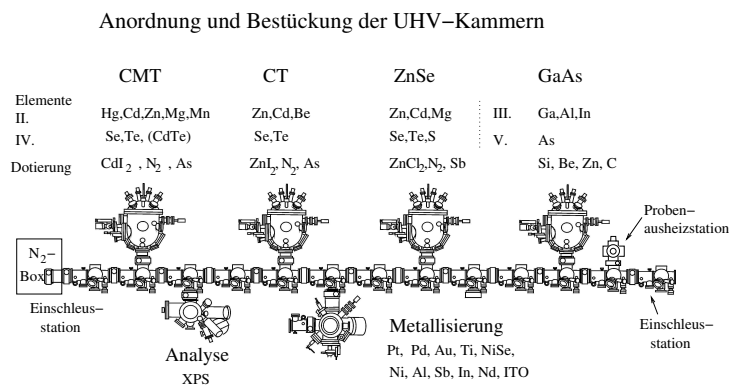 Anordnung und Bestückung der UHV−Kammern
CMT CT ZnSe GaAs
Elemente
II. Hg,Cd,Zn,Mg,Mn Zn,Cd,Be Zn,Cd,Mg III. Ga,Al,In
IV. Se,Te, (CdTe) Se,Te Se,Te,S V. As
Dotierung CdI2 , N2 , As ZnI2,N2, As ZnCl2,N2, Sb Si, Be, Zn, C
Proben−
ausheizstation
N2−
Box
Einschleus−
station
Analyse
XPS
Metallisierung
Pt, Pd, Au, Ti, NiSe,
Ni, Al, Sb, In, Nd, ITO
Einschleus−
station